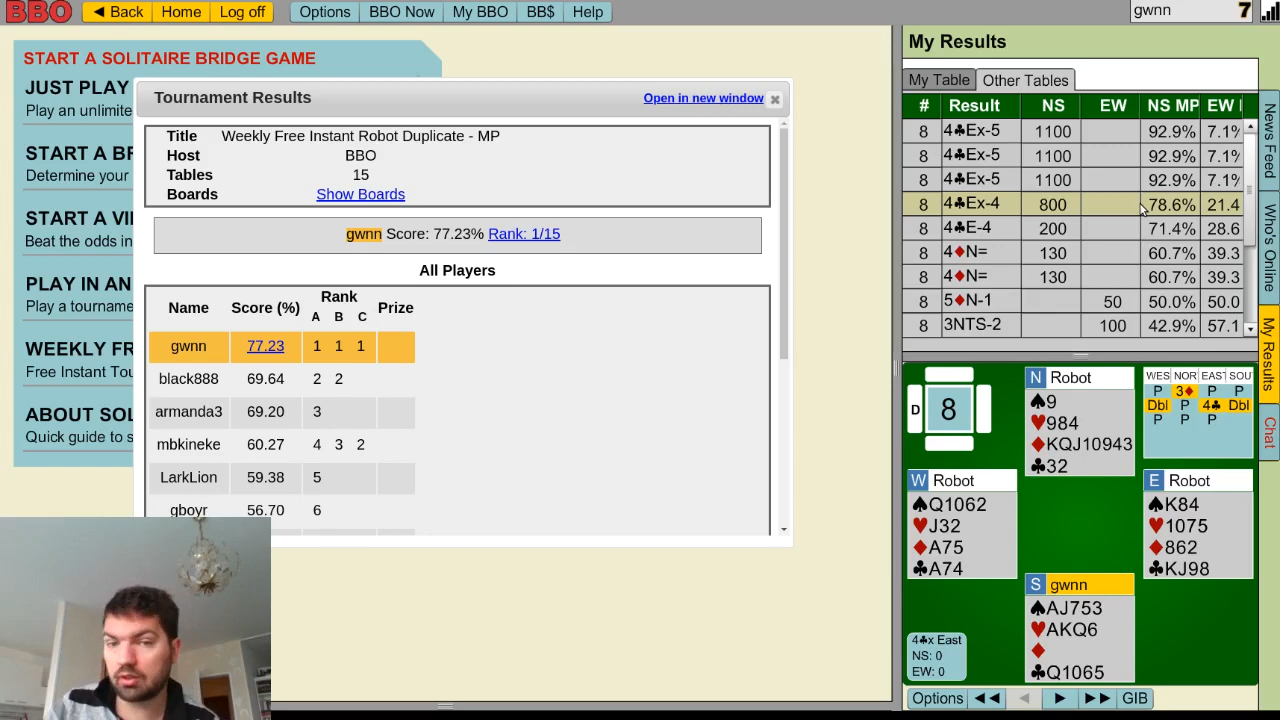 BBO ◄ Back Home Log off Options BBO Now My BBO BB$ Help gwnn 7
START A SOLITAIRE BRIDGE GAME
JUST PLAY
Play an unlimite
START A BR
Determine your
START A VI
Beat the odds in
PLAY IN AN
Play a tourname
WEEKLY FR
Free Instant Tou
ABOUT SOL
Quick guide to s
Tournament Results Open in new window
Title Weekly Free Instant Robot Duplicate - MP
Host BBO
Tables 15
Boards Show Boards
gwnn Score: 77.23% Rank: 1/15
All Players
Name Score (%) Rank Prize
A B C
gwnn 77.23 1 1 1
black888 69.64 2 2
armanda3 69.20 3
mbkineke 60.27 4 3 2
LarkLion 59.38 5
gboyr 56.70 6
My Results
My Table Other Tables
# Result NS EW NS MP EW
8 4♣Ex-5 1100 92.9% 7.1%
8 4♣Ex-5 1100 92.9% 7.1%
8 4♣Ex-5 1100 92.9% 7.1%
8 4♣Ex-4 800 78.6% 21.4
8 4♣E-4 200 71.4% 28.6
8 4♦N= 130 60.7% 39.3
8 4♦N= 130 60.7% 39.3
8 5♦N-1 50 50.0% 50.0
8 3NTS-2 100 42.9% 57.1
D 8
N Robot
♠9
♥984
♦KQJ10943
♣32
WES NOR EAST SOU
P 3♦ P P
Dbl P 4♣ Dbl
P P P
W Robot
♠Q1062
♥J32
♦A75
♣A74
E Robot
♠K84
♥1075
♦862
♣KJ98
S gwnn
♠AJ753
♥AKQ6
♦
♣Q1065
4♣x East
NS: 0
EW: 0
Options ◄◄ ◄ ► ►► GIB
News Feed
Who's Online
My Results
Chat